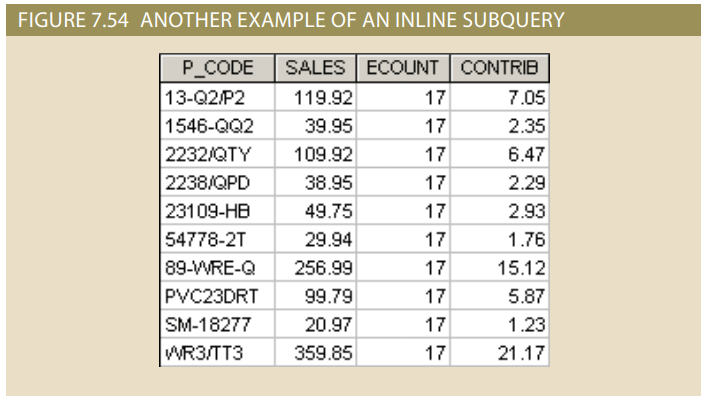 FIGURE 7.54 ANOTHER EXAMPLE OF AN INLINE SUBQUERY
P_CODE SALES ECOUNT CONTRIB
13-Q2/P2 119.92 17 7.05
1546-QQ2 39.95 17 2.35
2232/QTY 109.92 17 6.47
2238/QPD 38.95 17 2.29
23109-HB 49.75 17 2.93
54778-2T 29.94 17 1.76
89-WRE-Q 256.99 17 15.12
PVC23DRT 99.79 17 5.87
SM-18277 20.97 17 1.23
WR3/TT3 359.85 17 21.17